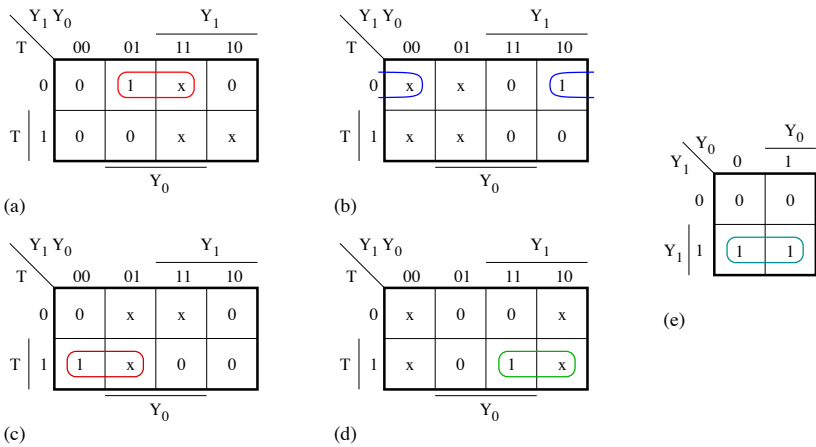 Y1 Y0
Y1
T
00 01 11 10
0
0 1 x 0
T 1
0 0 x x
Y0
(a)
Y1 Y0
Y1
T
00 01 11 10
0
x x 0 1
T 1
x x 0 0
Y0
(b)
Y1 Y0
Y1
T
00 01 11 10
0
0 x x 0
T 1
1 x 0 0
Y0
(c)
Y1 Y0
Y1
T
00 01 11 10
0
x 0 0 x
T 1
x 0 1 x
Y0
(d)
Y0
Y0
Y1
0 1
0
0 0
Y1 1
1 1
(e)